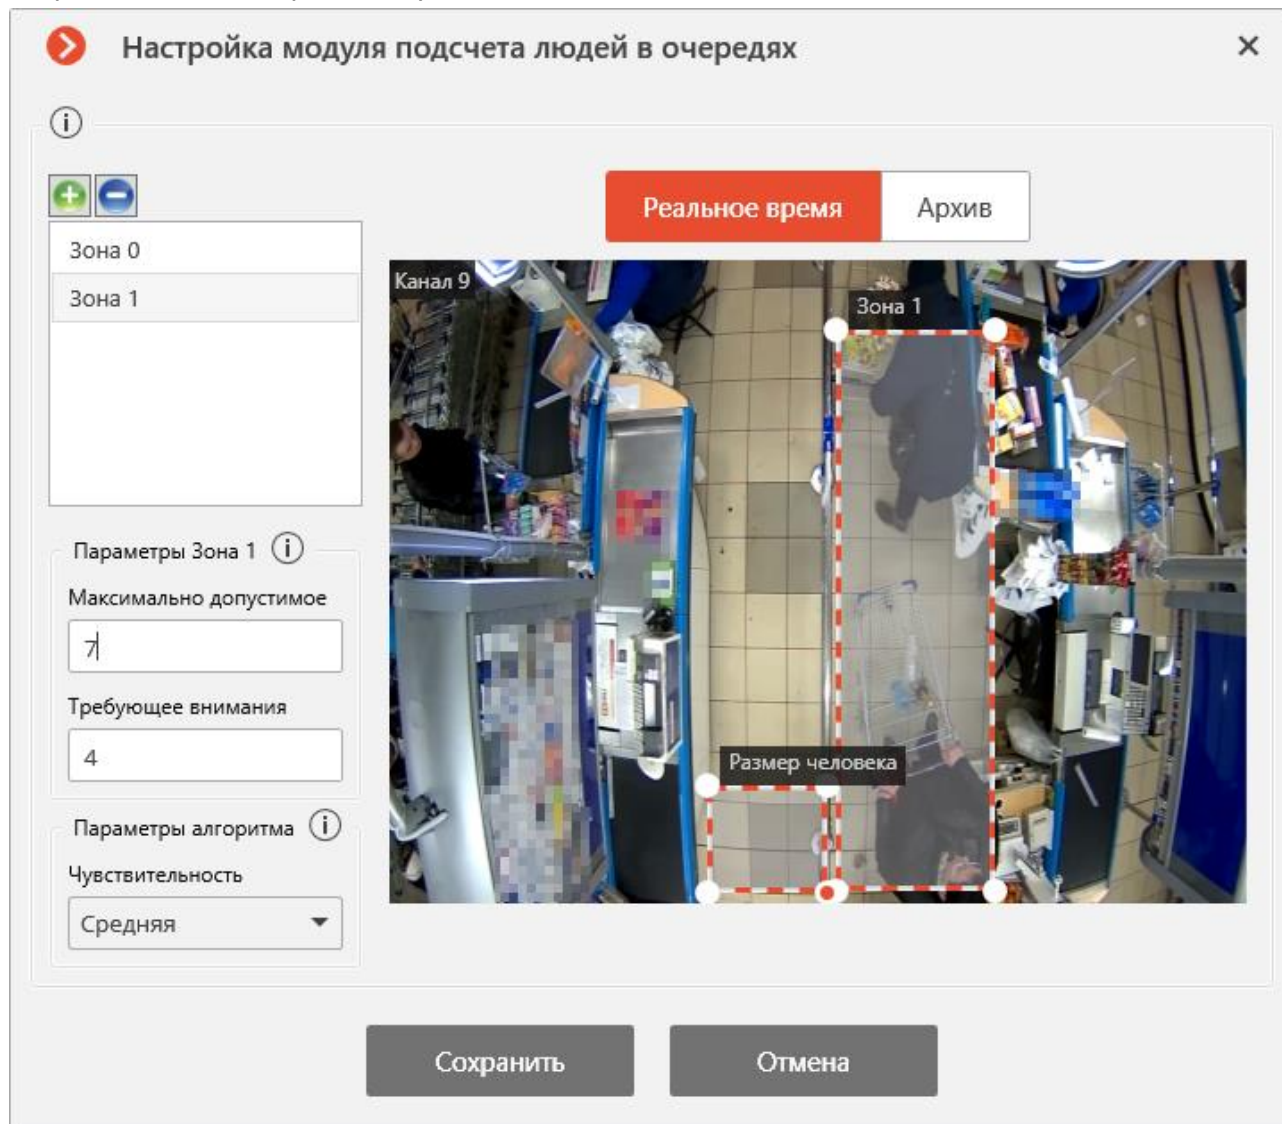 Настройка модуля подсчета людей в очередях
Реальное время
Архив
Зона 0
Зона 1
Канал 9
Зона 1
Параметры Зона 1
Максимально допустимое
7
Требующее внимания
4
Размер человека
Параметры алгоритма
Чувствительность
Средняя
Сохранить
Отмена